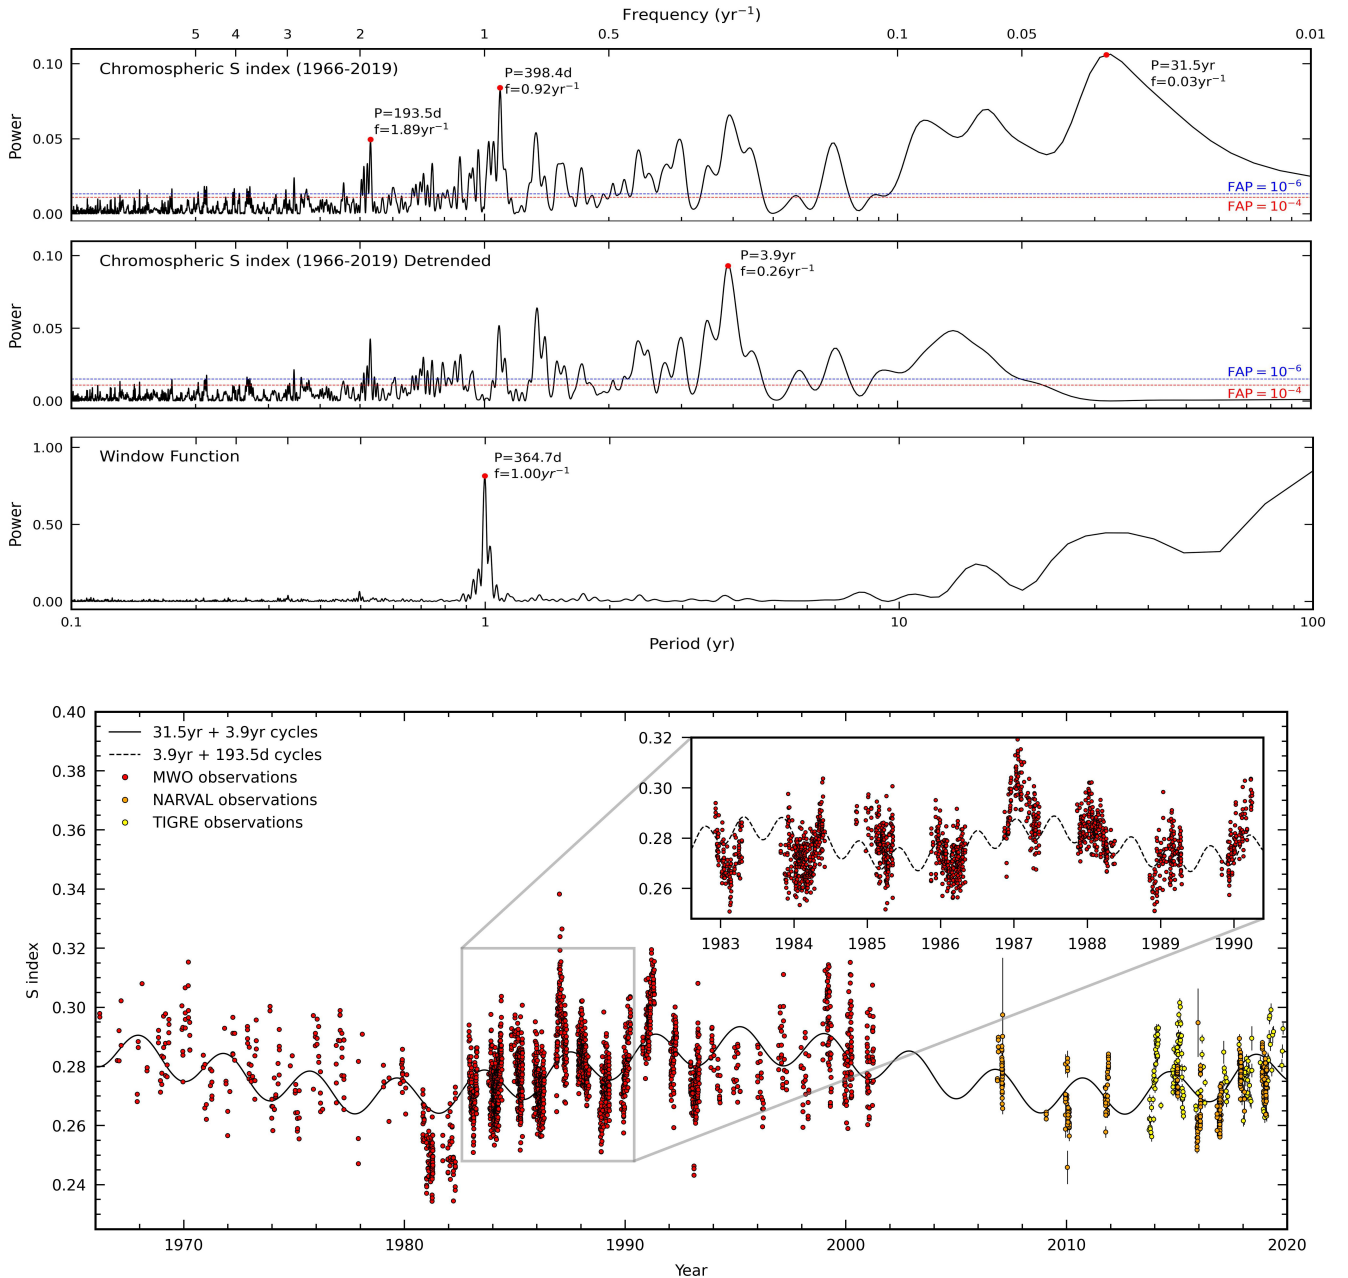 Frequency (yr⁻¹)
5 4 3 2 1 0.5 0.1 0.05 0.01
0.10
0.05
0.00
Power
Chromospheric S index (1966-2019)
P=193.5d
f=1.89yr⁻¹
P=398.4d
f=0.92yr⁻¹
P=31.5yr
f=0.03yr⁻¹
FAP = 10⁻⁶
FAP = 10⁻⁴
0.10
0.05
0.00
Power
Chromospheric S index (1966-2019) Detrended
P=3.9yr
f=0.26yr⁻¹
FAP = 10⁻⁶
FAP = 10⁻⁴
1.00
0.50
0.00
Power
Window Function
P=364.7d
f=1.00yr⁻¹
0.1 1 10 100
Period (yr)
0.40
0.38
0.36
0.34
0.32
0.30
0.28
0.26
0.24
S index
31.5yr + 3.9yr cycles
3.9yr + 193.5d cycles
MWO observations
NARVAL observations
TIGRE observations
0.32
0.30
0.28
0.26
1983 1984 1985 1986 1987 1988 1989 1990
1970 1980 1990 2000 2010 2020
Year